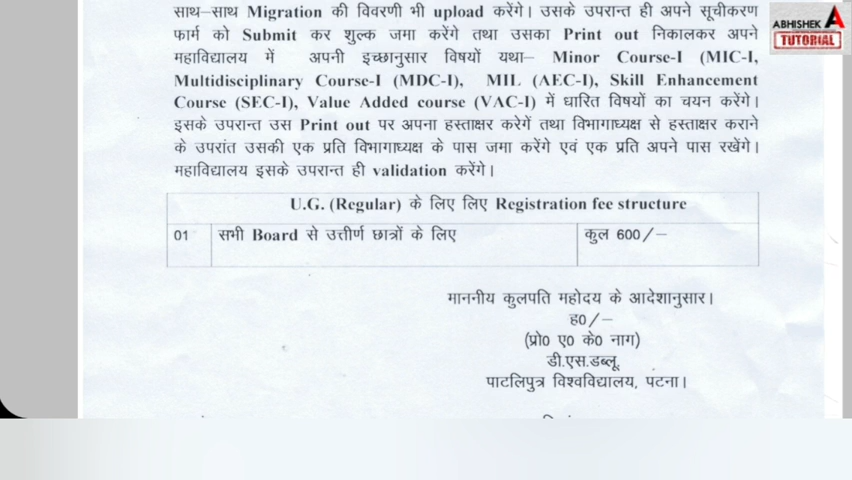 साथ–साथ Migration की विवरणी भी upload करेंगे। उसके उपरान्त ही अपने सूचीकरण
फार्म को Submit कर शुल्क जमा करेंगे तथा उसका Print out निकालकर अपने
महाविद्यालय में अपनी इच्छानुसार विषयों यथा– Minor Course-I (MIC-I,
Multidisciplinary Course-I (MDC-I), MIL (AEC-I), Skill Enhancement
Course (SEC-I), Value Added course (VAC-I) में धारित विषयों का चयन करेंगे।
इसके उपरान्त उस Print out पर अपना हस्ताक्षर करेगें तथा विभागाध्यक्ष से हस्ताक्षर कराने
के उपरांत उसकी एक प्रति विभागाध्यक्ष के पास जमा करेंगे एवं एक प्रति अपने पास रखेंगे।
महाविद्यालय इसके उपरान्त ही validation करेंगे।
U.G. (Regular) के लिए लिए Registration fee structure
01 सभी Board से उत्तीर्ण छात्रों के लिए कुल 600/–
माननीय कुलपति महोदय के आदेशानुसार।
ह0/–
(प्रो0 ए0 के0 नाग)
डी.एस.डब्लू.
पाटलिपुत्र विश्वविद्यालय, पटना।
ABHISHEK A
TUTORIAL